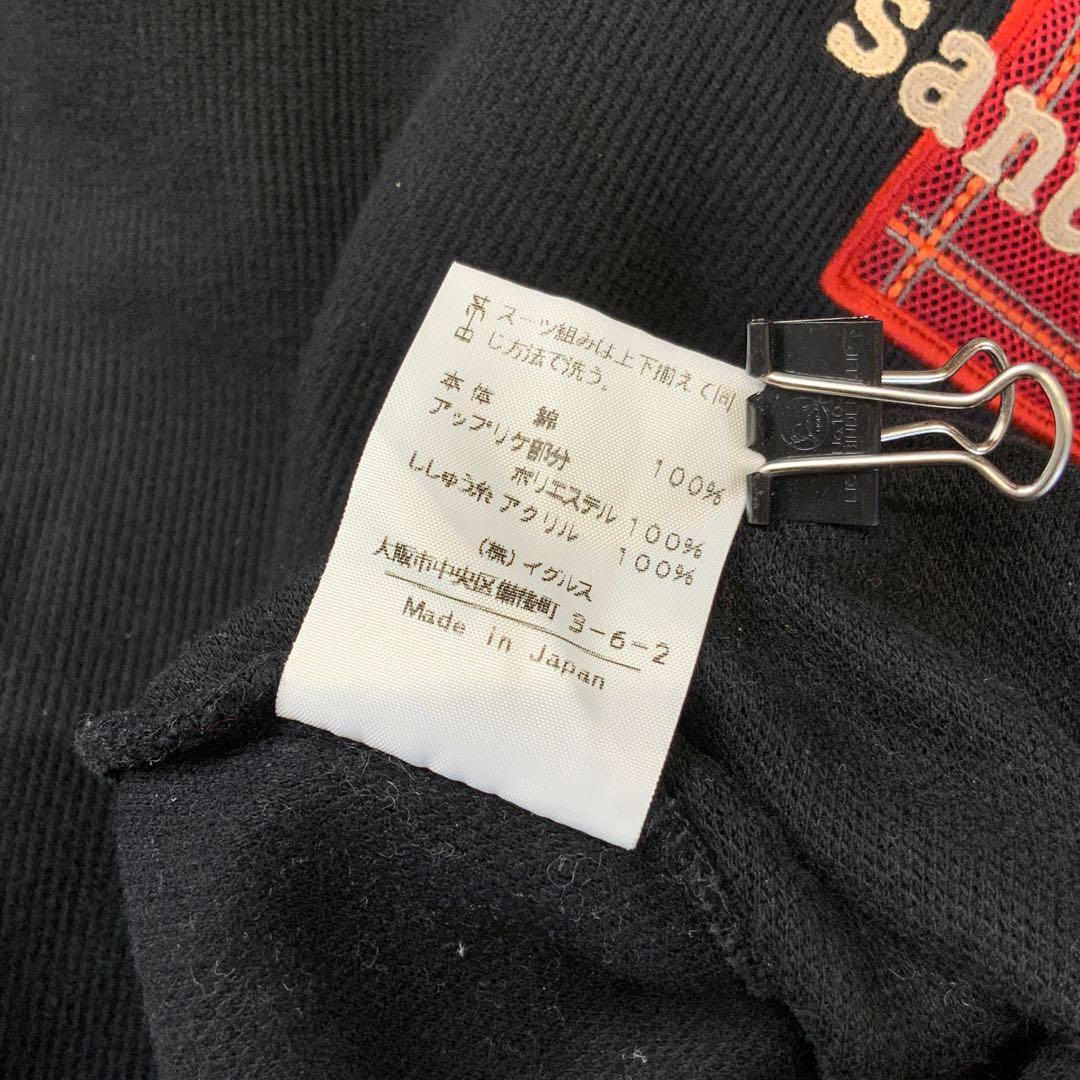 sant
スーツ組みは上下揃えて同
じ方法で洗う。
本体 綿 100%
アップリケ部分
ポリエステル 100%
ししゅう糸 アクリル 100%
(株)イグルス
大阪市中央区備後町 3-6-2
Made in Japan
No.10